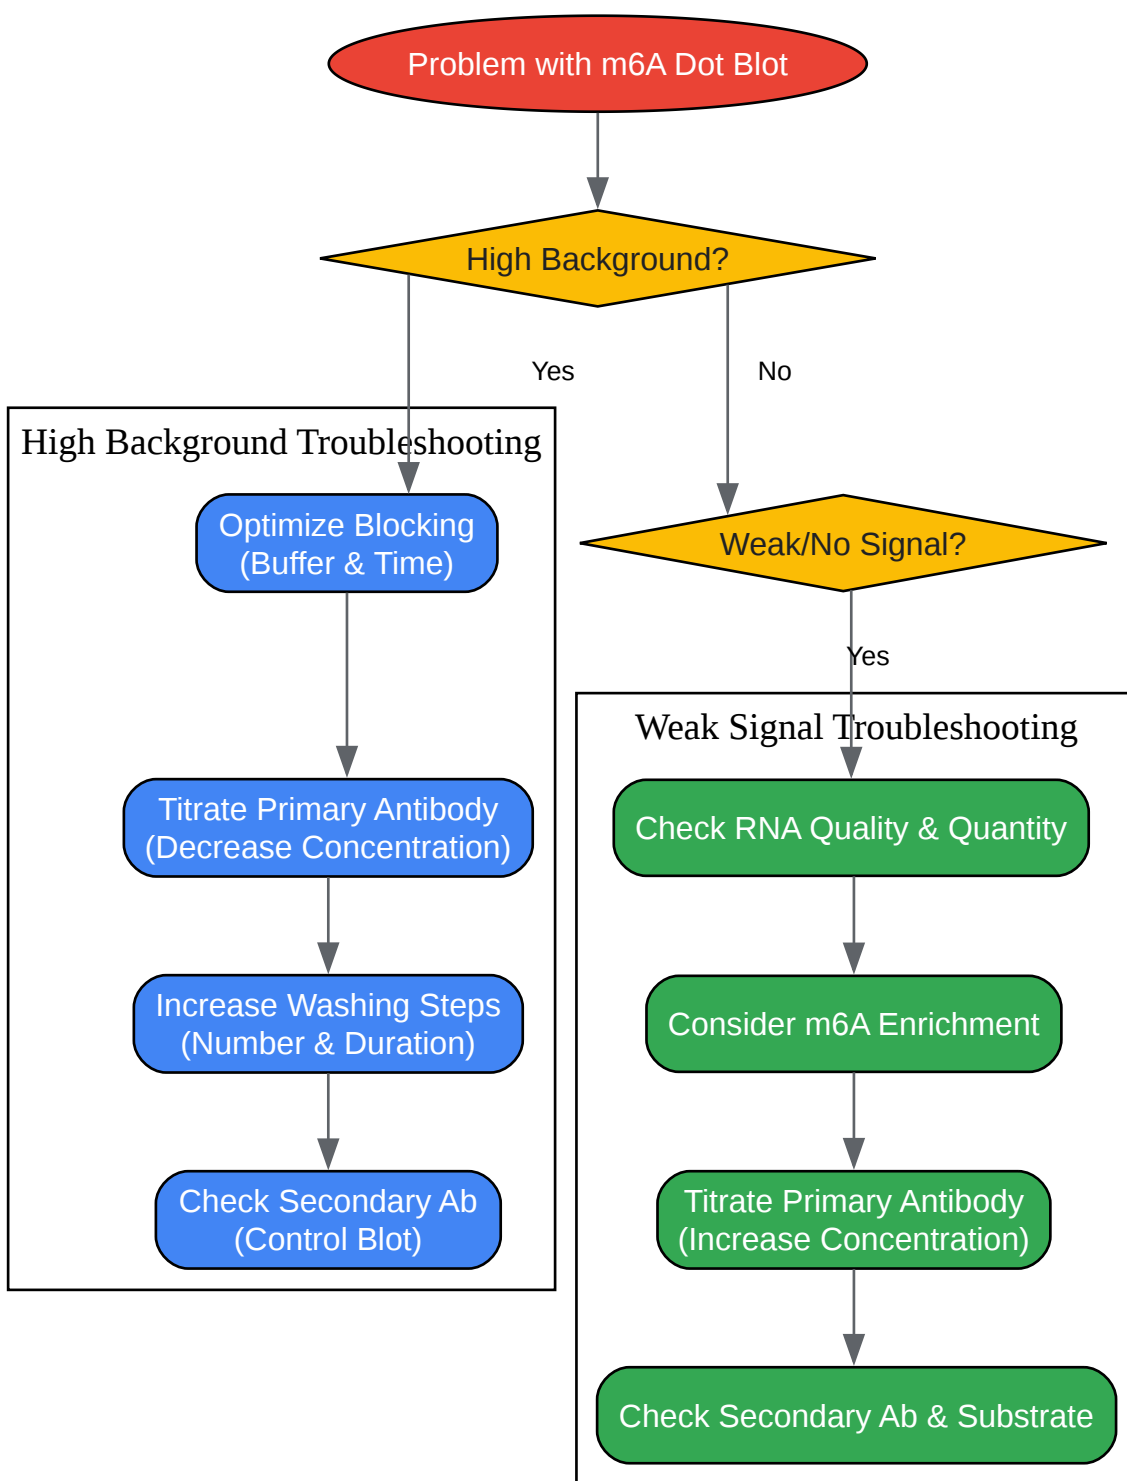 Problem with m6A Dot Blot
High Background?
Yes
No
High Background Troubleshooting
Optimize Blocking
(Buffer & Time)
Titrate Primary Antibody
(Decrease Concentration)
Increase Washing Steps
(Number & Duration)
Check Secondary Ab
(Control Blot)
Weak/No Signal?
Yes
Weak Signal Troubleshooting
Check RNA Quality & Quantity
Consider m6A Enrichment
Titrate Primary Antibody
(Increase Concentration)
Check Secondary Ab & Substrate